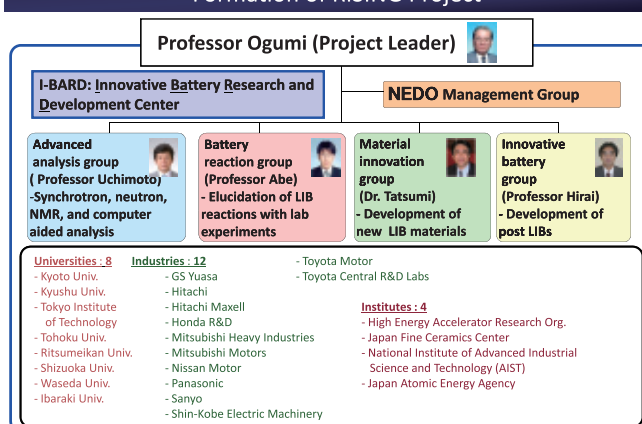 Formation of RISING Project
Professor Ogumi (Project Leader)
I-BARD: Innovative Battery Research and
Development Center
NEDO Management Group
Advanced
analysis group
( Professor Uchimoto)
-Synchrotron, neutron,
NMR, and computer
aided analysis
Battery
reaction group
(Professor Abe)
- Elucidation of LIB
reactions with lab
experiments
Material
innovation
group
(Dr. Tatsumi)
- Development of
new LIB materials
Innovative
battery
group
(Professor Hirai)
- Development of
post LIBs
Universities : 8
- Kyoto Univ.
- Kyushu Univ.
- Tokyo Institute
of Technology
- Tohoku Univ.
- Ritsumeikan Univ.
- Shizuoka Univ.
- Waseda Univ.
- Ibaraki Univ.
Industries : 12
- GS Yuasa
- Hitachi
- Hitachi Maxell
- Honda R&D
- Mitsubishi Heavy Industries
- Mitsubishi Motors
- Nissan Motor
- Panasonic
- Sanyo
- Shin-Kobe Electric Machinery
- Toyota Motor
- Toyota Central R&D Labs
Institutes : 4
- High Energy Accelerator Research Org.
- Japan Fine Ceramics Center
- National Institute of Advanced Industrial
Science and Technology (AIST)
- Japan Atomic Energy Agency